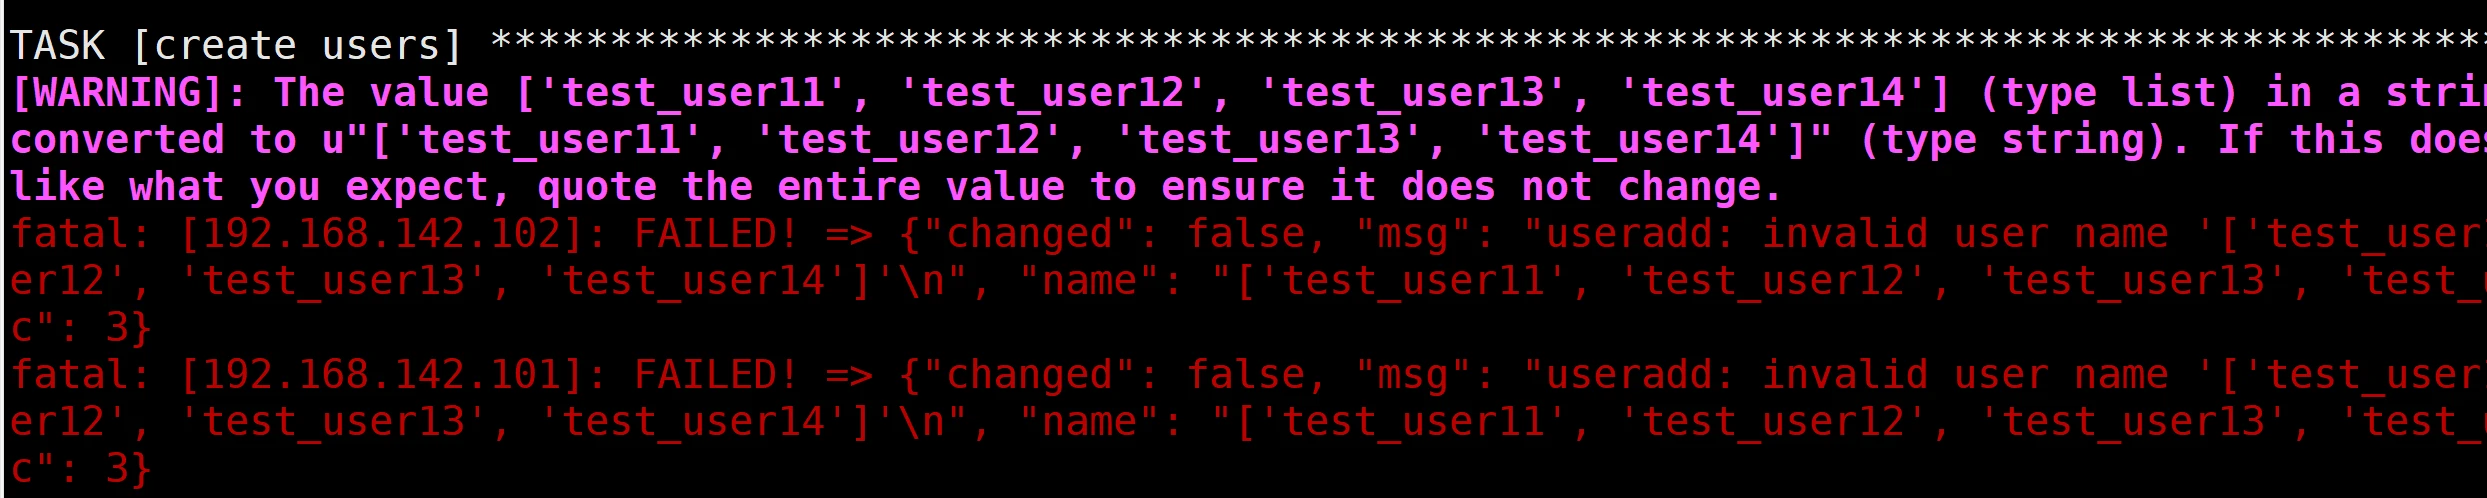 TASK [create users] ***********************************************************************************
[WARNING]: The value ['test_user11', 'test_user12', 'test_user13', 'test_user14'] (type list) in a
converted to u"['test_user11', 'test_user12', 'test_user13', 'test_user14']" (type string). If this
like what you expect, quote the entire value to ensure it does not change.
fatal: [192.168.142.102]: FAILED! => {"changed": false, "msg": "useradd: invalid user name '['test_user
er12', 'test_user13', 'test_user14']'\n", "name": "['test_user11', 'test_user12', 'test_user13', 'test_
c": 3}
fatal: [192.168.142.101]: FAILED! => {"changed": false, "msg": "useradd: invalid user name '['test_user
er12', 'test_user13', 'test_user14']'\n", "name": "['test_user11', 'test_user12', 'test_user13', 'test_
c": 3}